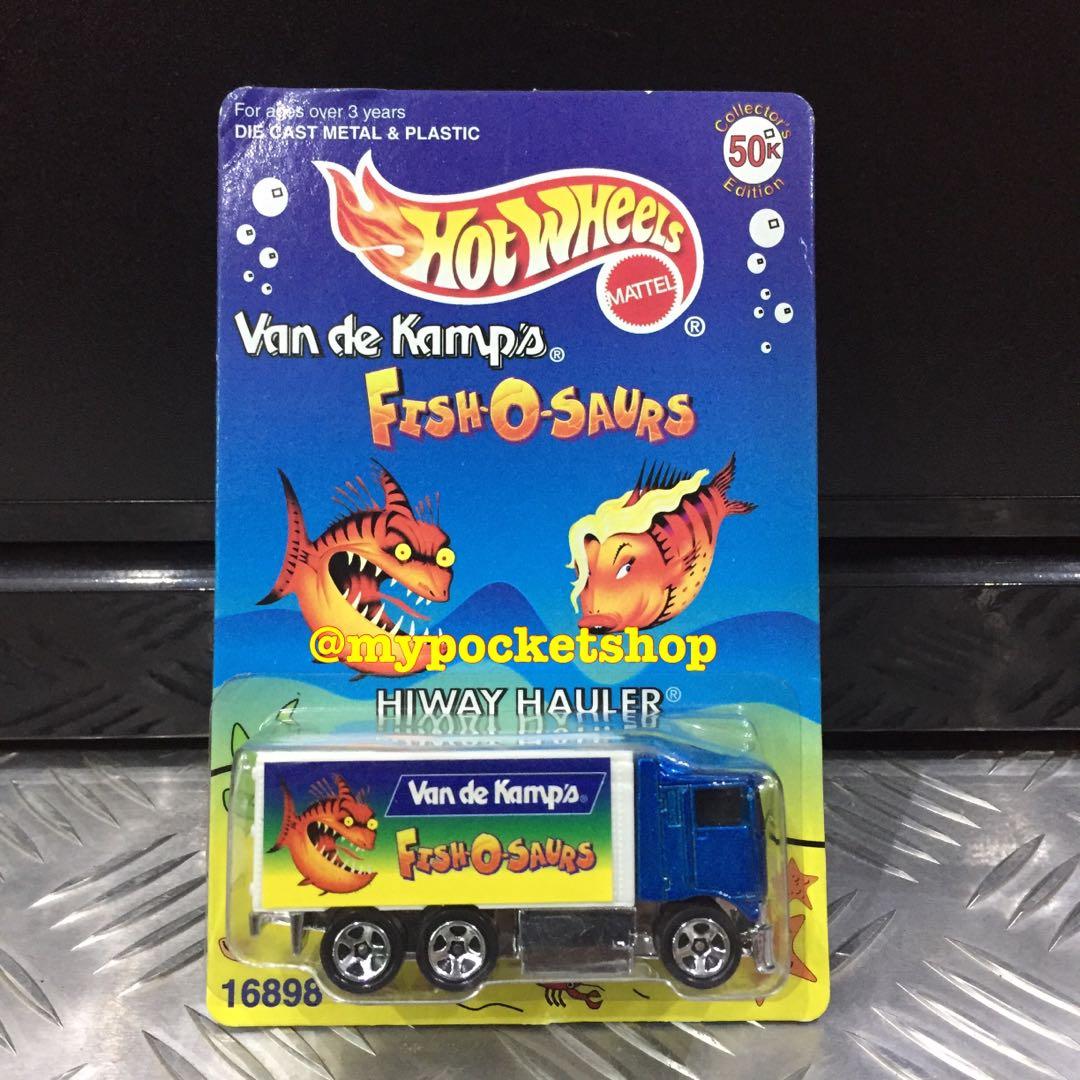 For ages over 3 years
DIE CAST METAL & PLASTIC
Collector's
50K
Edition
HOT WHEELS
MATTEL
®
Van de Kamp's®
FISH-O-SAURS
@mypocketshop
HIWAY HAULER®
Van de Kamp's®
FISH-O-SAURS
16898